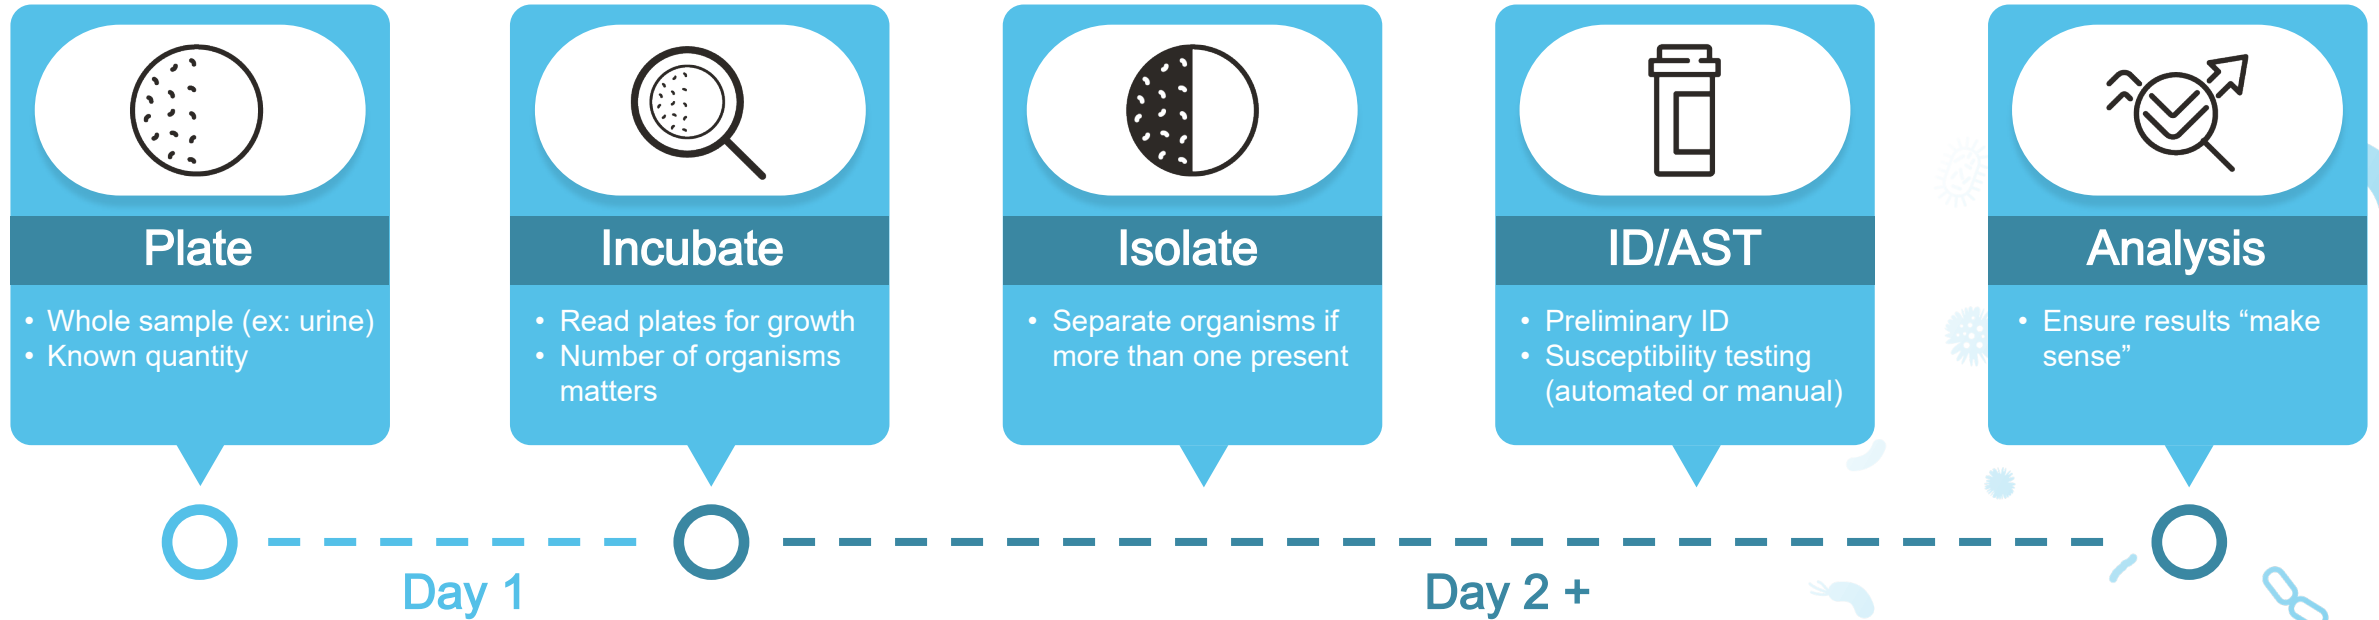 Plate
• Whole sample (ex: urine)
• Known quantity
Incubate
• Read plates for growth
• Number of organisms
matters
Isolate
• Separate organisms if
more than one present
ID/AST
• Preliminary ID
• Susceptibility testing
(automated or manual)
Analysis
• Ensure results “make
sense”
Day 1
Day 2 +